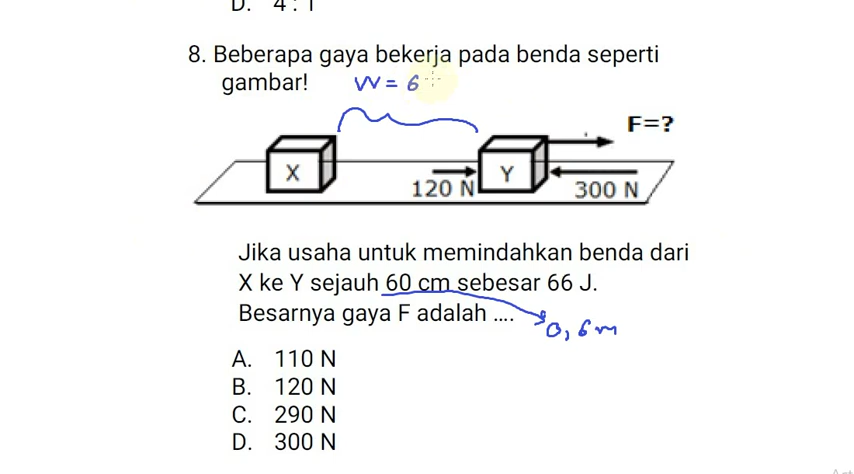 D. 4 : 1
8. Beberapa gaya bekerja pada benda seperti
gambar!
W = 6
F=?
X
Y
120 N
300 N
Jika usaha untuk memindahkan benda dari
X ke Y sejauh 60 cm sebesar 66 J.
Besarnya gaya F adalah ....
0,6 m
A. 110 N
B. 120 N
C. 290 N
D. 300 N